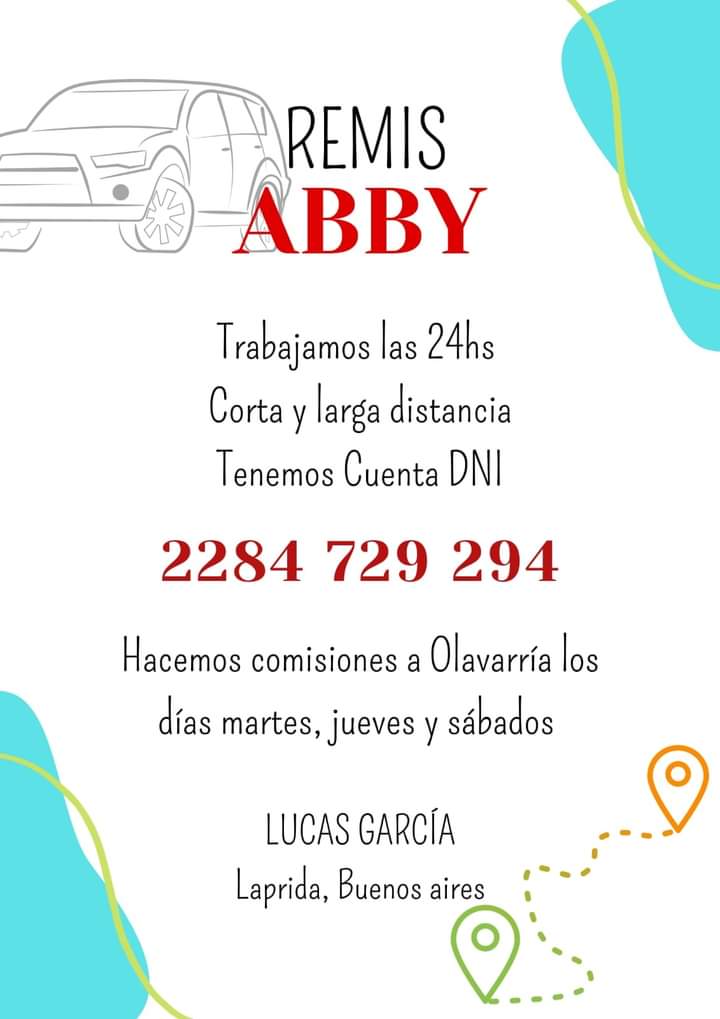 REMIS
ABBY
Trabajamos las 24hs
Corta y larga distancia
Tenemos Cuenta DNI
2284 729 294
Hacemos comisiones a Olavarría los
días martes, jueves y sábados
LUCAS GARCÍA
Laprida, Buenos aires